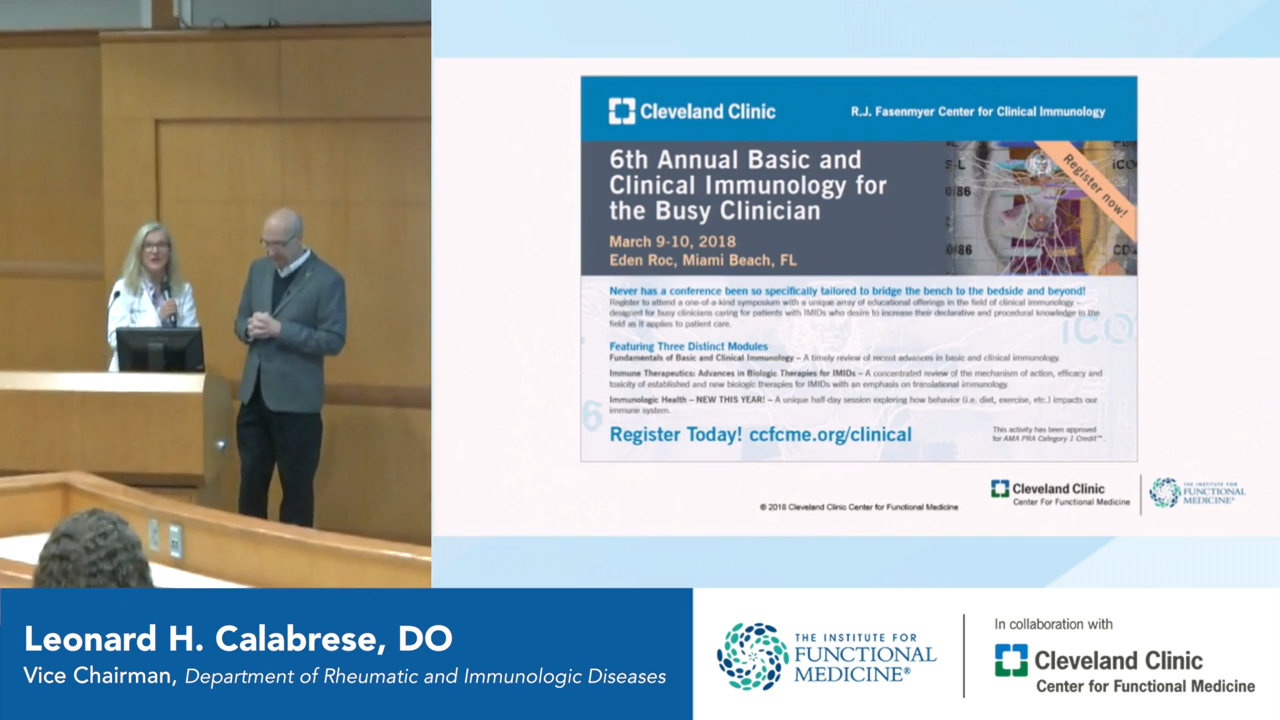 Cleveland Clinic
R.J. Fasenmyer Center for Clinical Immunology
6th Annual Basic and
Clinical Immunology for
the Busy Clinician
March 9-10, 2018
Eden Roc, Miami Beach, FL
Register now!
Never has a conference been so specifically tailored to bridge the bench to the bedside and beyond!
Register to attend a one-of-a-kind symposium with a unique array of educational offerings in the field of clinical immunology –
designed for busy clinicians caring for patients with IMIDs who desire to increase their declarative and procedural knowledge in the
field as it applies to patient care.
Featuring Three Distinct Modules
Fundamentals of Basic and Clinical Immunology – A timely review of recent advances in basic and clinical immunology.
Immune Therapeutics: Advances in Biologic Therapies for IMIDs – A concentrated review of the mechanism of action, efficacy and
toxicity of established and new biologic therapies for IMIDs with an emphasis on translational immunology.
Immunologic Health – NEW THIS YEAR! – A unique half-day session exploring how behavior (i.e. diet, exercise, etc.) impacts our
immune system.
Register Today! ccfcme.org/clinical
This activity has been approved
for AMA PRA Category 1 Credit™.
© 2018 Cleveland Clinic Center for Functional Medicine
Cleveland Clinic
Center For Functional Medicine
THE INSTITUTE FOR
FUNCTIONAL
MEDICINE®
Leonard H. Calabrese, DO
Vice Chairman, Department of Rheumatic and Immunologic Diseases
THE INSTITUTE FOR
FUNCTIONAL
MEDICINE®
In collaboration with
Cleveland Clinic
Center for Functional Medicine